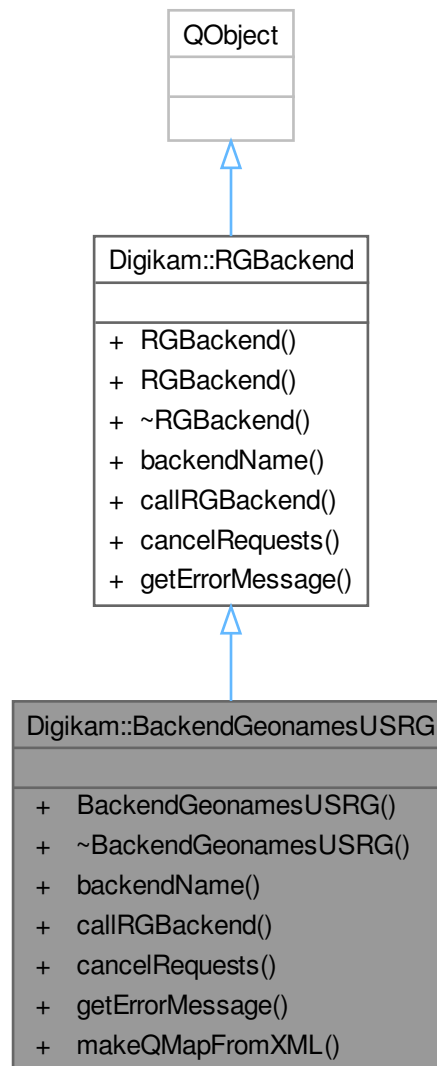 QObject
Digikam::RGBackend
+ RGBackend()
+ RGBackend()
+ ~RGBackend()
+ backendName()
+ callRGBackend()
+ cancelRequests()
+ getErrorMessage()
Digikam::BackendGeonamesUSRG
+ BackendGeonamesUSRG()
+ ~BackendGeonamesUSRG()
+ backendName()
+ callRGBackend()
+ cancelRequests()
+ getErrorMessage()
+ makeQMapFromXML()